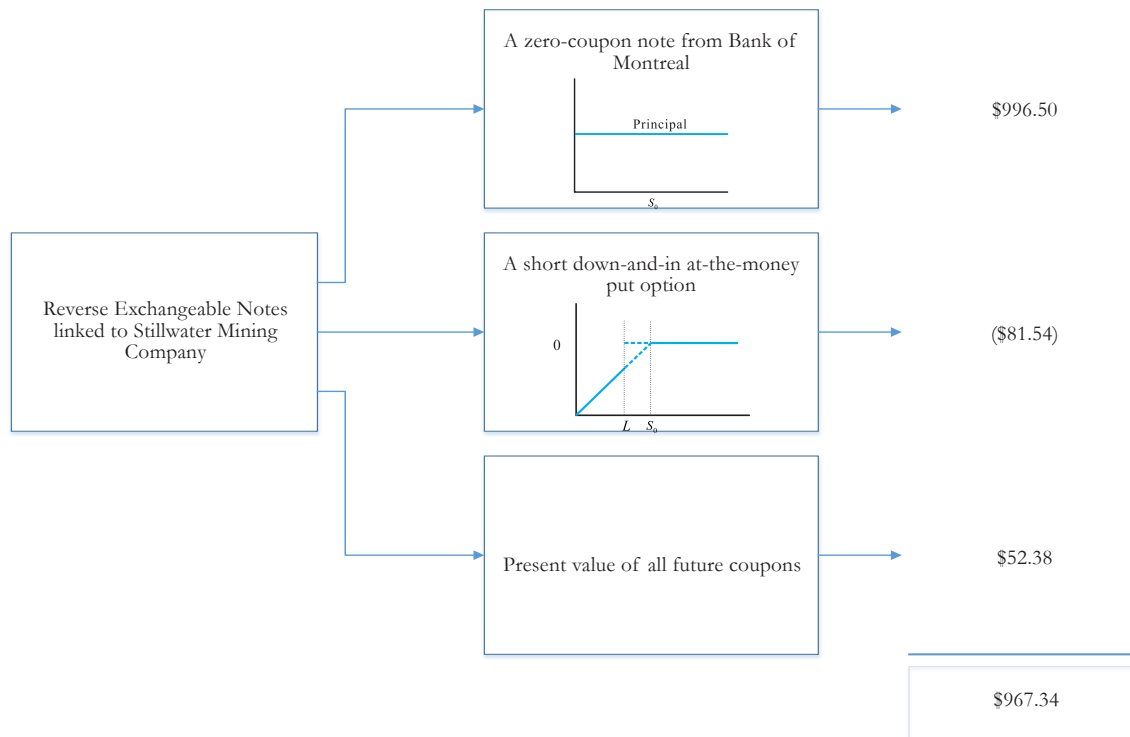 A zero-coupon note from Bank of
Montreal
Principal
S₀
$996.50
Reverse Exchangeable Notes
linked to Stillwater Mining
Company
A short down-and-in at-the-money
put option
0
L S₀
($81.54)
Present value of all future coupons
$52.38
$967.34